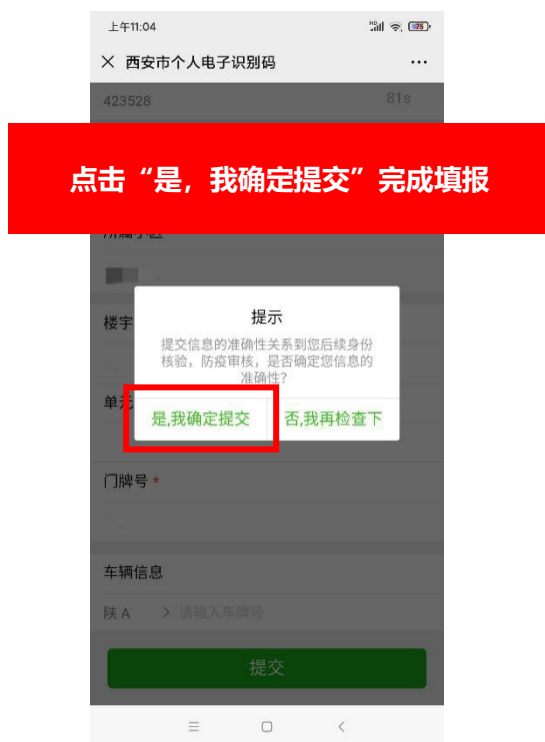 上午11:04
75
西安市个人电子识别码
423528 81s
点击“是，我确定提交”完成填报
楼宇
提示
提交信息的准确性关系到您后续身份
核验，防疫审核，是否确定您信息的
准确性?
单元
是,我确定提交 否,我再检查下
门牌号 *
车辆信息
陕 A > 请输入车牌号
提交